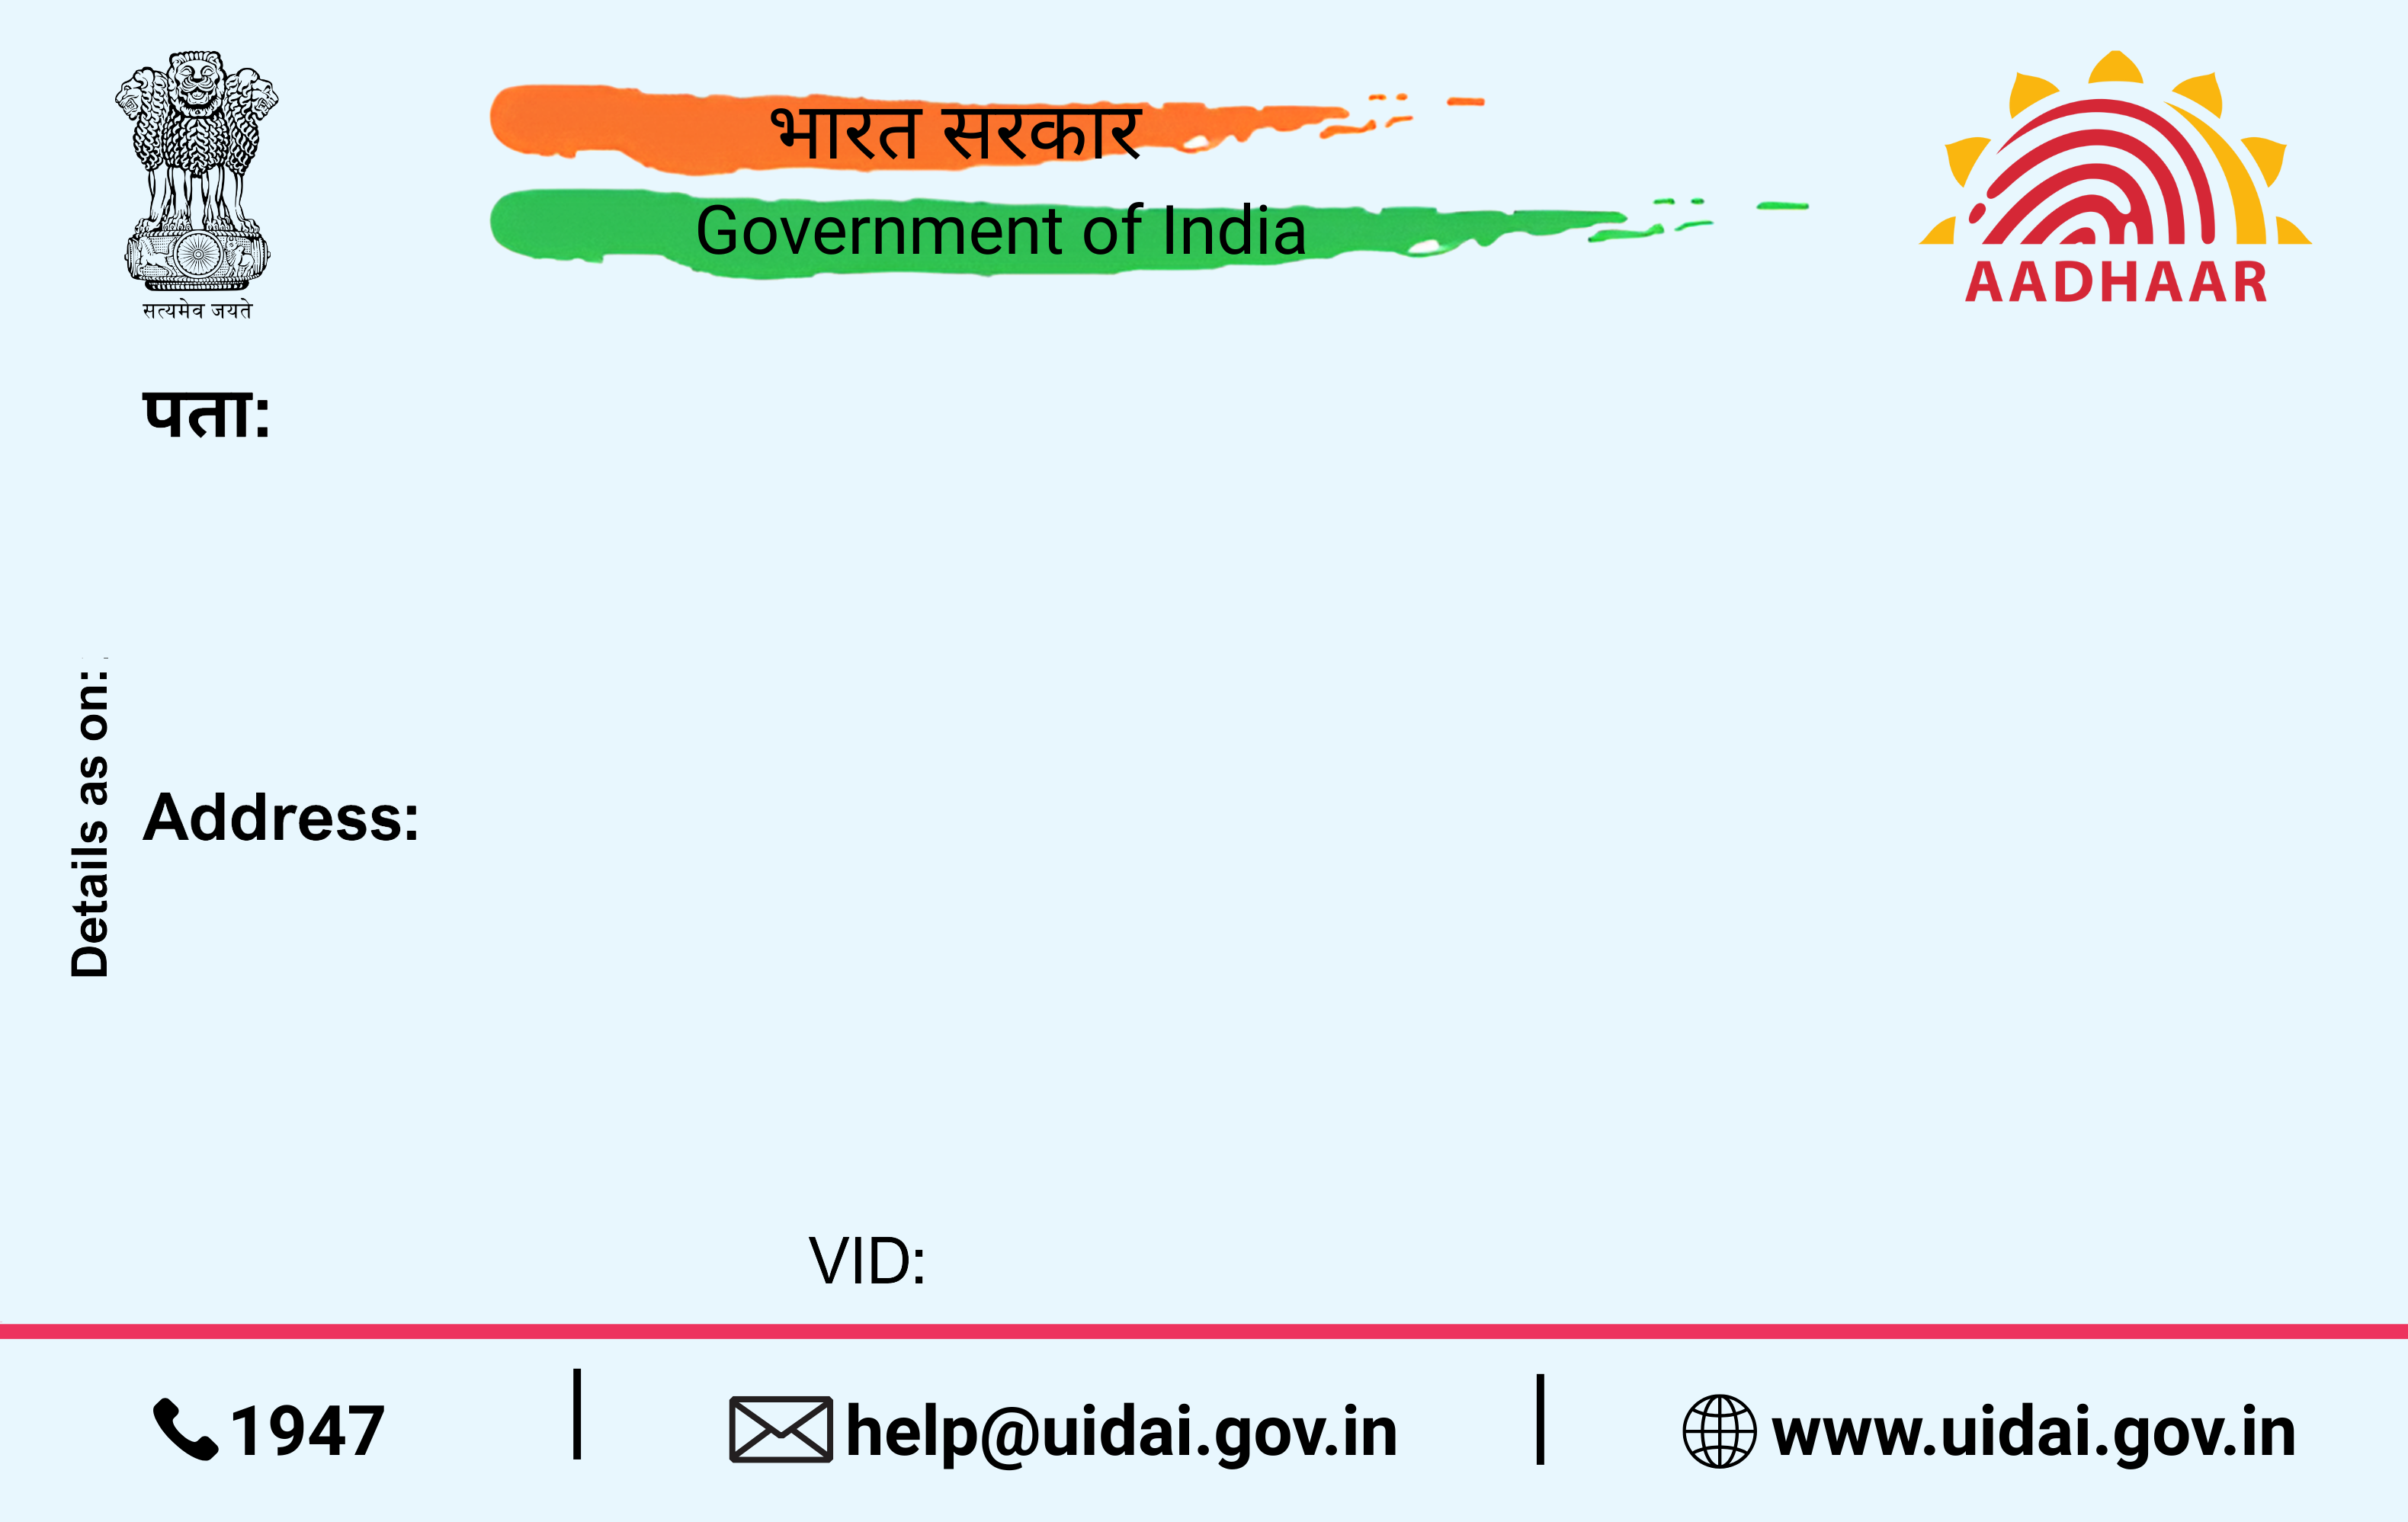 भारत सरकार
Government of India
सत्यमेव जयते
AADHAAR
पता:
Details as on:
Address:
VID:
1947
help@uidai.gov.in
www.uidai.gov.in